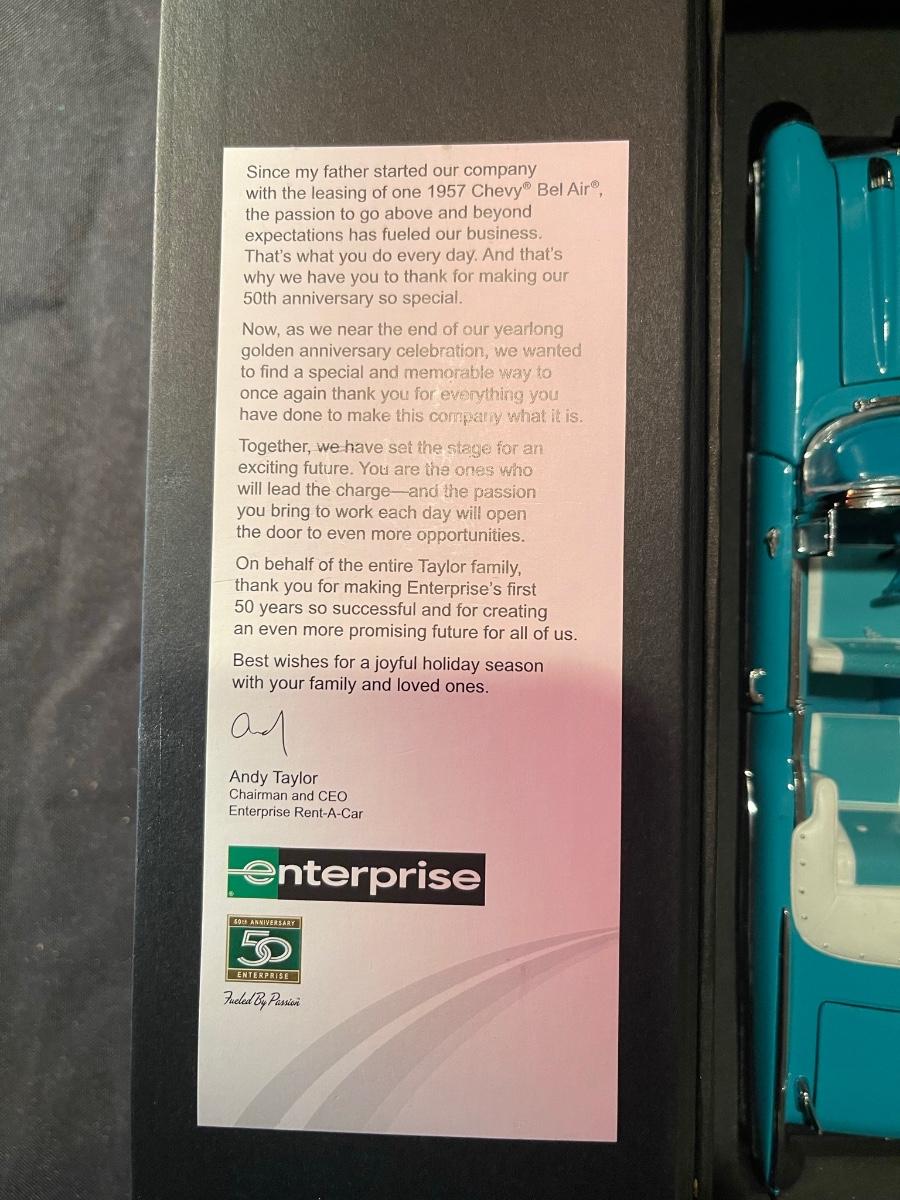 Since my father started our company
with the leasing of one 1957 Chevy® Bel Air®,
the passion to go above and beyond
expectations has fueled our business.
That's what you do every day. And that's
why we have you to thank for making our
50th anniversary so special.
Now, as we near the end of our yearlong
golden anniversary celebration, we wanted
to find a special and memorable way to
once again thank you for everything you
have done to make this company what it is.
Together, we have set the stage for an
exciting future. You are the ones who
will lead the charge—and the passion
you bring to work each day will open
the door to even more opportunities.
On behalf of the entire Taylor family,
thank you for making Enterprise's first
50 years so successful and for creating
an even more promising future for all of us.
Best wishes for a joyful holiday season
with your family and loved ones.
And
Andy Taylor
Chairman and CEO
Enterprise Rent-A-Car
enterprise®
50th ANNIVERSARY
50
ENTERPRISE
Fueled By Passion